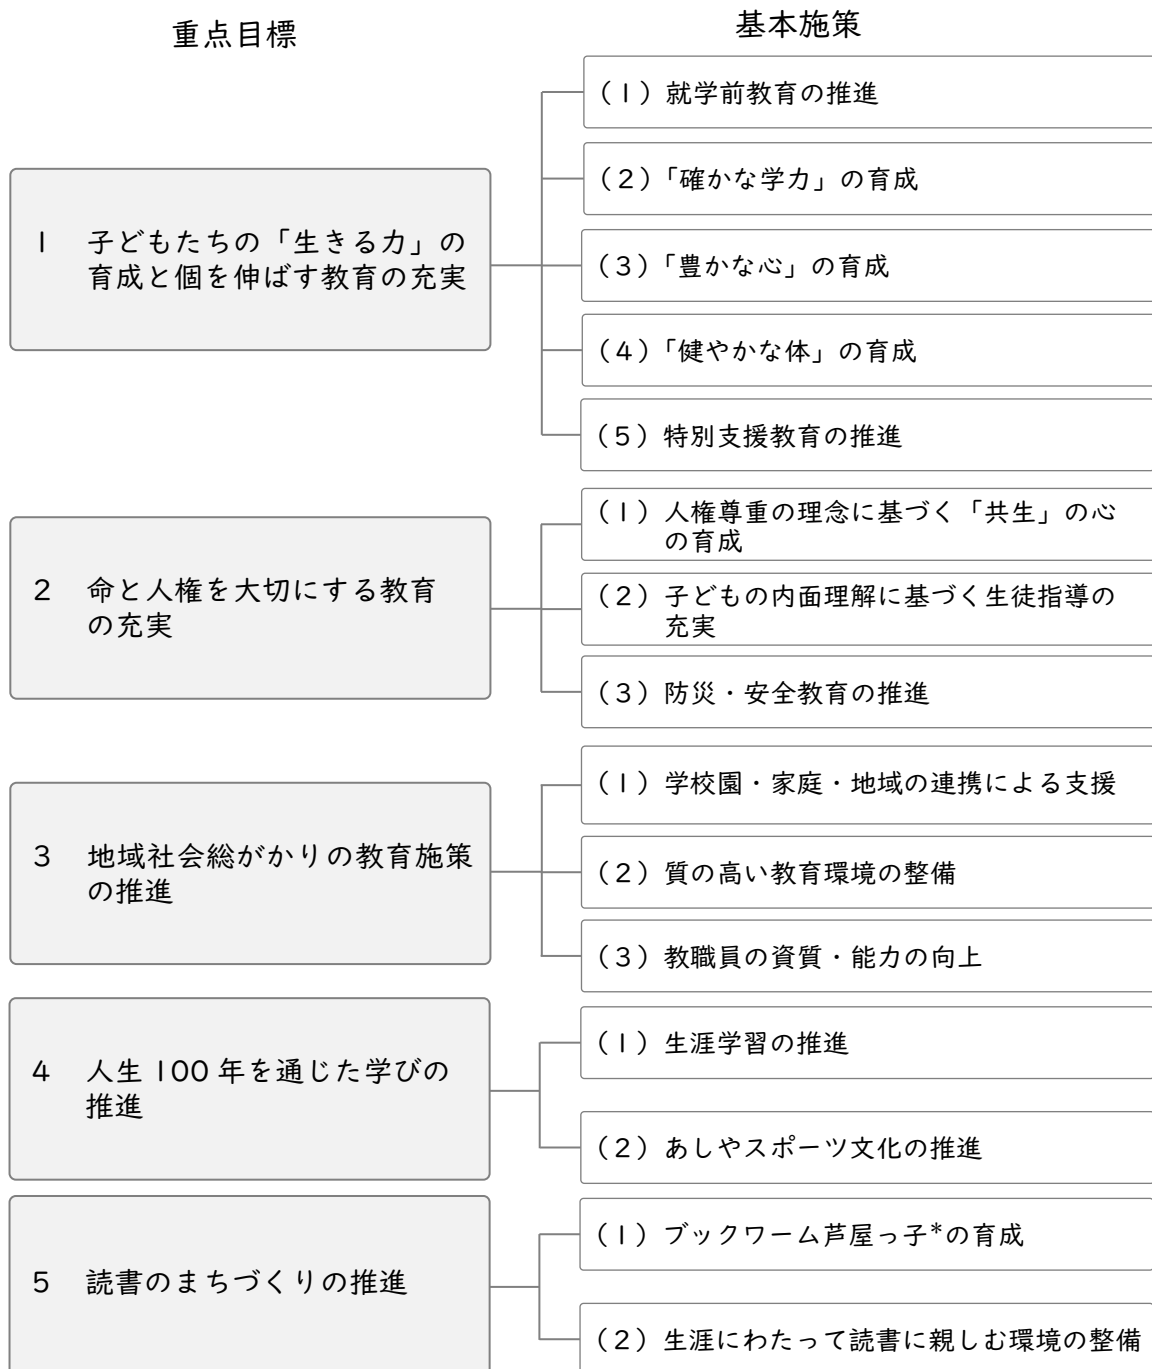 重点目標
基本施策
1 子どもたちの「生きる力」の
育成と個を伸ばす教育の充実
(1)就学前教育の推進
(2)「確かな学力」の育成
(3)「豊かな心」の育成
(4)「健やかな体」の育成
(5)特別支援教育の推進
2 命と人権を大切にする教育
の充実
(1)人権尊重の理念に基づく「共生」の心
の育成
(2)子どもの内面理解に基づく生徒指導の
充実
(3)防災・安全教育の推進
3 地域社会総がかりの教育施策
の推進
(1)学校園・家庭・地域の連携による支援
(2)質の高い教育環境の整備
(3)教職員の資質・能力の向上
4 人生100年を通じた学びの
推進
(1)生涯学習の推進
(2)あしやスポーツ文化の推進
5 読書のまちづくりの推進
(1)ブックワーム芦屋っ子*の育成
(2)生涯にわたって読書に親しむ環境の整備